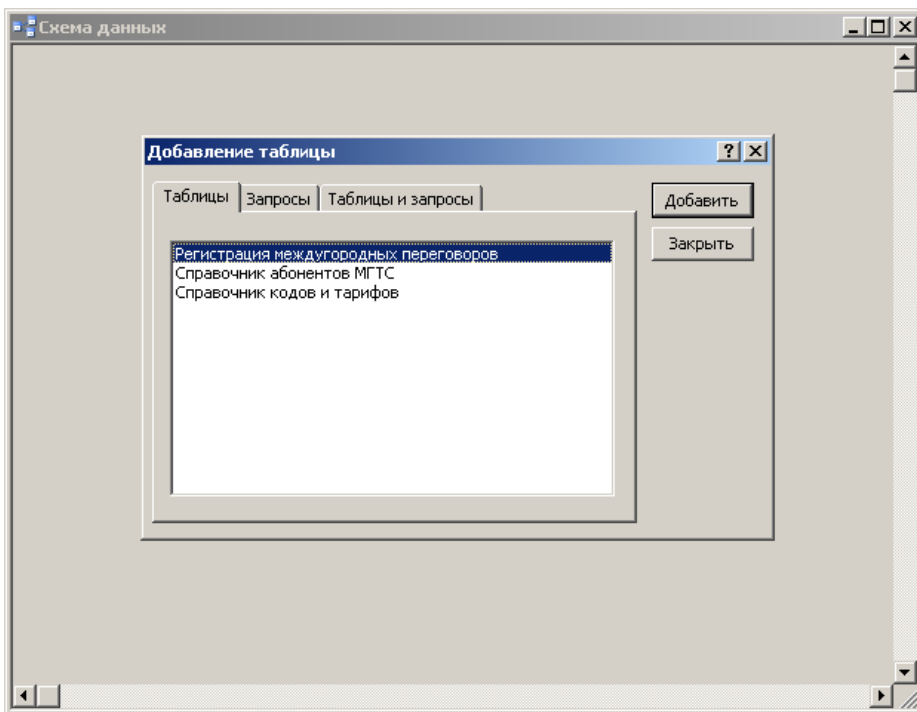 Схема данных
Добавление таблицы
Таблицы Запросы Таблицы и запросы
Добавить
Закрыть
Регистрация междугородных переговоров
Справочник абонентов МГТС
Справочник кодов и тарифов